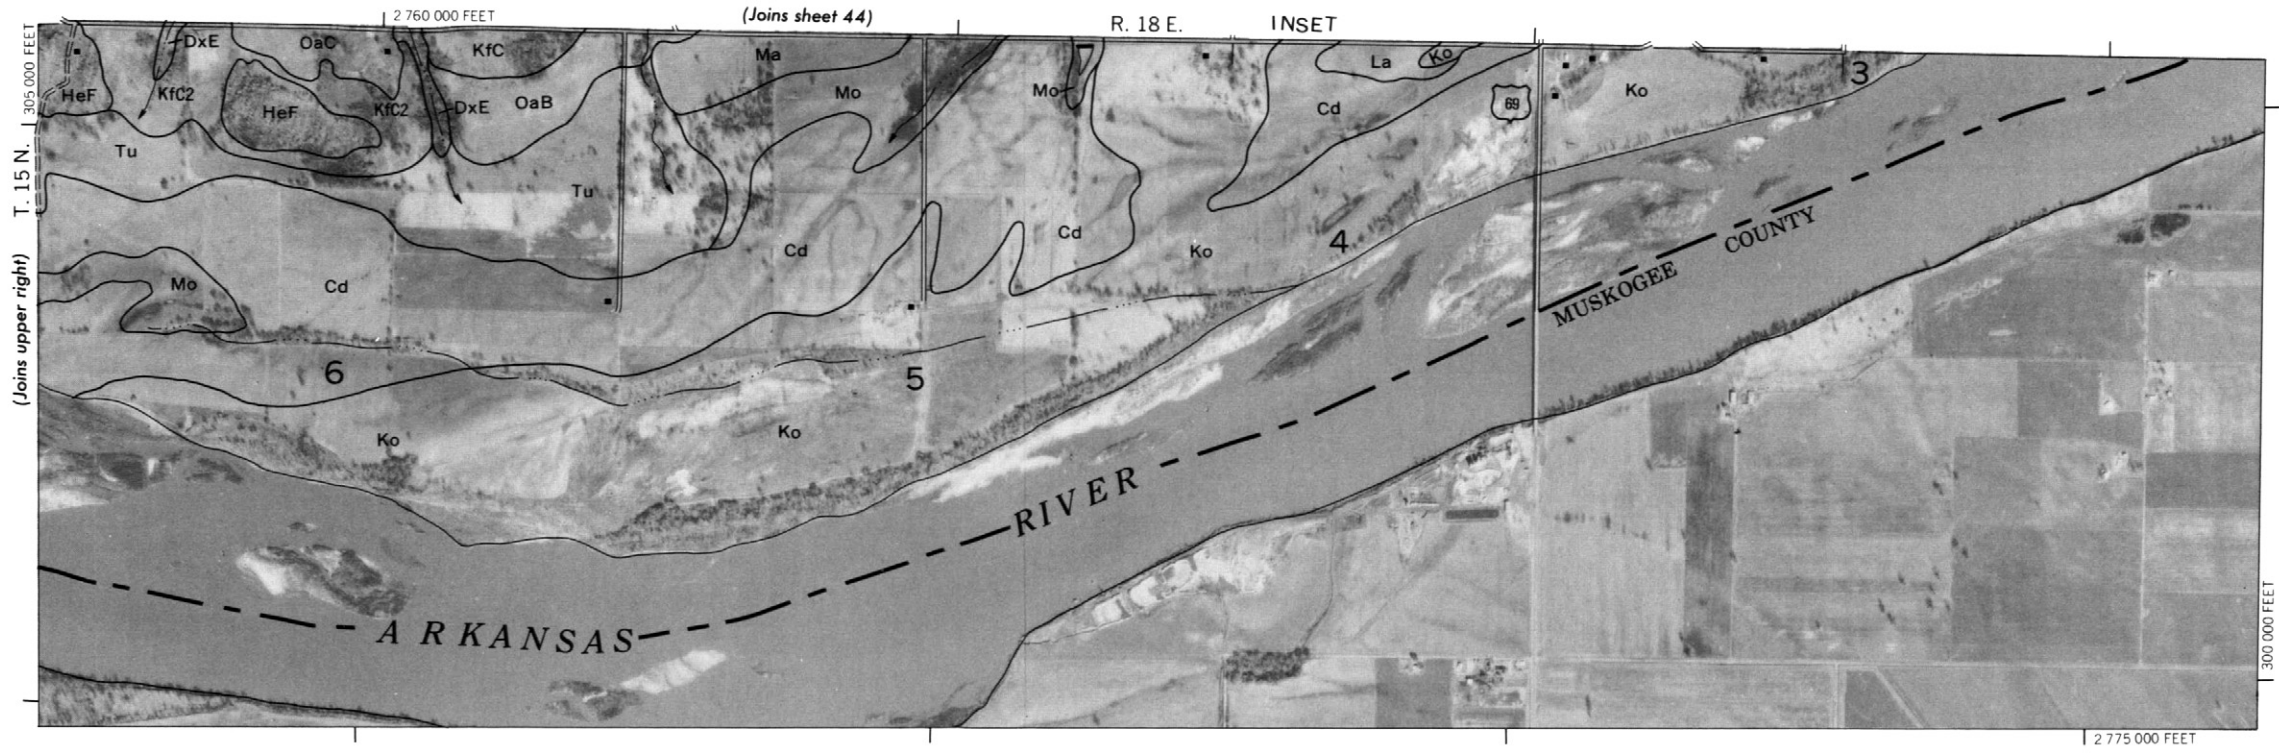 2 760 000 FEET
(Joins sheet 44)
R. 18 E.
INSET
305 000 FEET
T. 15 N.
(Joins upper right)
DxE
OaC
KfC
Ma
La
Ko
3
HeF
KfC2
HeF
KfC2
DxE
OaB
Mo
Mo
Cd
69
Ko
Tu
Tu
Cd
Cd
Ko
4
MUSKOGEE COUNTY
Mo
Cd
6
5
Ko
Ko
ARKANSAS RIVER
300 000 FEET
2 775 000 FEET